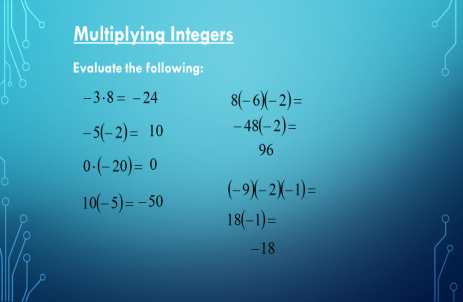 Multiplying Integers
Evaluate the following:
−3·8 = −24
−5(−2) = 10
0·(−20) = 0
10(−5) = −50
8(−6)(−2) =
−48(−2) =
96
(−9)(−2)(−1) =
18(−1) =
−18